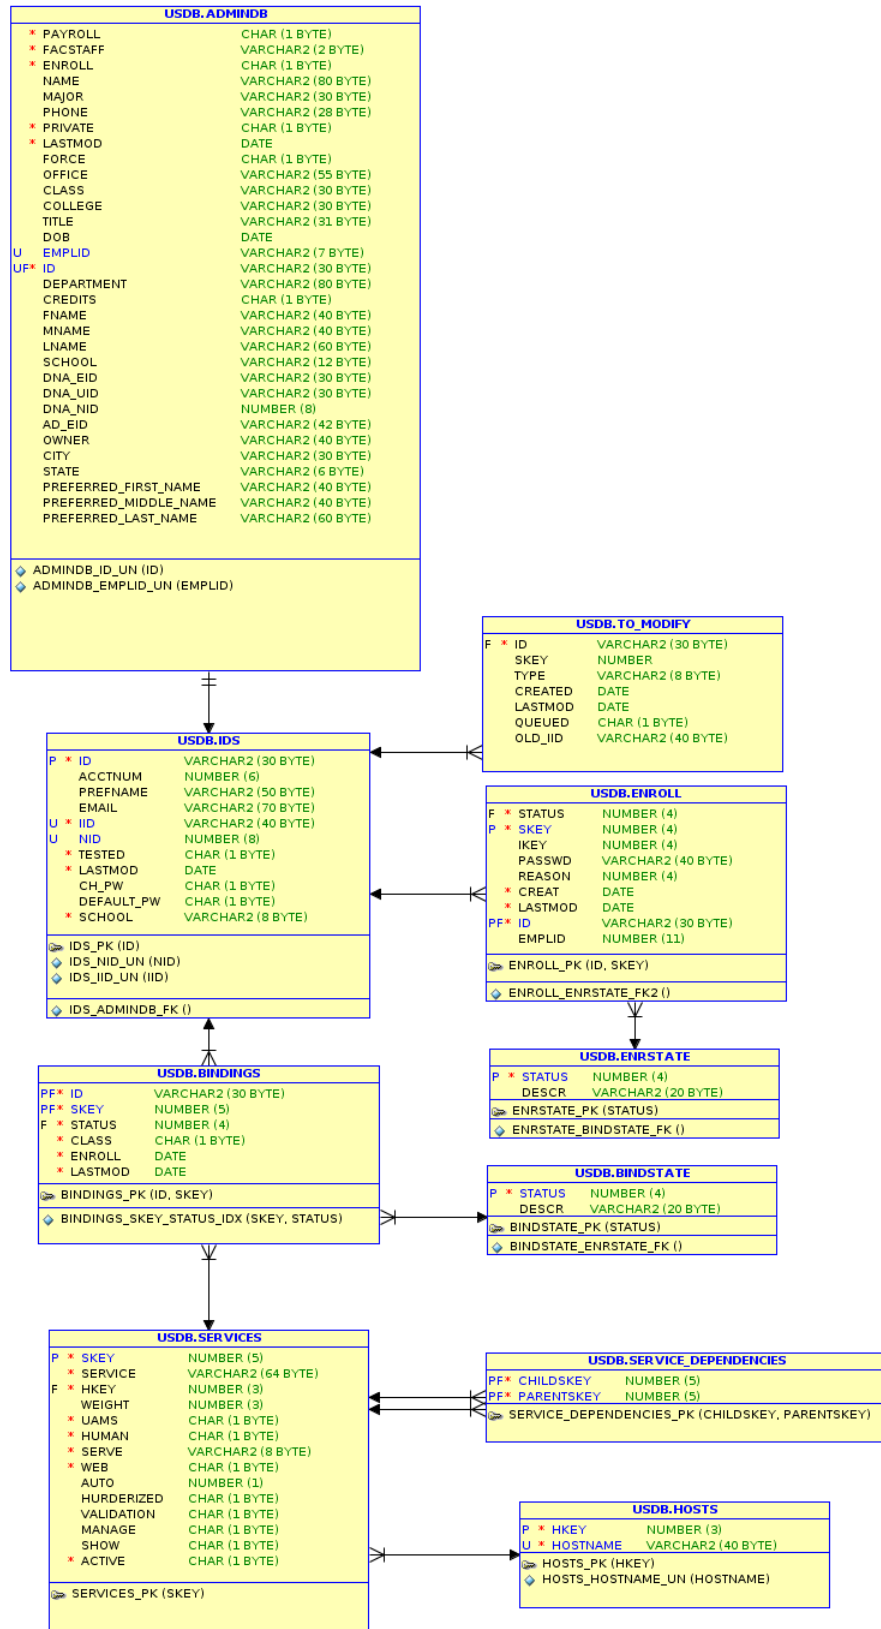 USDB.ADMINDB
* PAYROLL CHAR (1 BYTE)
* FACSTAFF VARCHAR2 (2 BYTE)
* ENROLL CHAR (1 BYTE)
NAME VARCHAR2 (80 BYTE)
MAJOR VARCHAR2 (30 BYTE)
PHONE VARCHAR2 (28 BYTE)
* PRIVATE CHAR (1 BYTE)
* LASTMOD DATE
FORCE CHAR (1 BYTE)
OFFICE VARCHAR2 (55 BYTE)
CLASS VARCHAR2 (30 BYTE)
COLLEGE VARCHAR2 (30 BYTE)
TITLE VARCHAR2 (31 BYTE)
DOB DATE
U EMPLID VARCHAR2 (7 BYTE)
UF* ID VARCHAR2 (30 BYTE)
DEPARTMENT VARCHAR2 (80 BYTE)
CREDITS CHAR (1 BYTE)
FNAME VARCHAR2 (40 BYTE)
MNAME VARCHAR2 (40 BYTE)
LNAME VARCHAR2 (60 BYTE)
SCHOOL VARCHAR2 (12 BYTE)
DNA_EID VARCHAR2 (30 BYTE)
DNA_UID VARCHAR2 (30 BYTE)
DNA_NID NUMBER (8)
AD_EID VARCHAR2 (42 BYTE)
OWNER VARCHAR2 (40 BYTE)
CITY VARCHAR2 (30 BYTE)
STATE VARCHAR2 (6 BYTE)
PREFERRED_FIRST_NAME VARCHAR2 (40 BYTE)
PREFERRED_MIDDLE_NAME VARCHAR2 (40 BYTE)
PREFERRED_LAST_NAME VARCHAR2 (60 BYTE)
ADMINDB_ID_UN (ID)
ADMINDB_EMPLID_UN (EMPLID)
USDB.TO_MODIFY
F * ID VARCHAR2 (30 BYTE)
SKEY NUMBER
TYPE VARCHAR2 (8 BYTE)
CREATED DATE
LASTMOD DATE
QUEUED CHAR (1 BYTE)
OLD_IID VARCHAR2 (40 BYTE)
USDB.IDS
P * ID VARCHAR2 (30 BYTE)
ACCTNUM NUMBER (6)
PREFNAME VARCHAR2 (50 BYTE)
EMAIL VARCHAR2 (70 BYTE)
U * IID VARCHAR2 (40 BYTE)
U NID NUMBER (8)
* TESTED CHAR (1 BYTE)
* LASTMOD DATE
CH_PW CHAR (1 BYTE)
DEFAULT_PW CHAR (1 BYTE)
* SCHOOL VARCHAR2 (8 BYTE)
IDS_PK (ID)
IDS_NID_UN (NID)
IDS_IID_UN (IID)
IDS_ADMINDB_FK ()
USDB.ENROLL
F * STATUS NUMBER (4)
P * SKEY NUMBER (4)
IKEY NUMBER (4)
PASSWD VARCHAR2 (40 BYTE)
REASON NUMBER (4)
* CREAT DATE
* LASTMOD DATE
PF* ID VARCHAR2 (30 BYTE)
EMPLID NUMBER (11)
ENROLL_PK (ID, SKEY)
ENROLL_ENRSTATE_FK2 ()
USDB.ENRSTATE
P * STATUS NUMBER (4)
DESCR VARCHAR2 (20 BYTE)
ENRSTATE_PK (STATUS)
ENRSTATE_BINDSTATE_FK ()
USDB.BINDINGS
PF* ID VARCHAR2 (30 BYTE)
PF* SKEY NUMBER (5)
F * STATUS NUMBER (4)
* CLASS CHAR (1 BYTE)
* ENROLL DATE
* LASTMOD DATE
BINDINGS_PK (ID, SKEY)
BINDINGS_SKEY_STATUS_IDX (SKEY, STATUS)
USDB.BINDSTATE
P * STATUS NUMBER (4)
DESCR VARCHAR2 (20 BYTE)
BINDSTATE_PK (STATUS)
BINDSTATE_ENRSTATE_FK ()
USDB.SERVICES
P * SKEY NUMBER (5)
* SERVICE VARCHAR2 (64 BYTE)
F * HKEY NUMBER (3)
WEIGHT NUMBER (3)
* UAMS CHAR (1 BYTE)
* HUMAN CHAR (1 BYTE)
* SERVE VARCHAR2 (8 BYTE)
* WEB CHAR (1 BYTE)
AUTO NUMBER (1)
HURDERIZED CHAR (1 BYTE)
VALIDATION CHAR (1 BYTE)
MANAGE CHAR (1 BYTE)
SHOW CHAR (1 BYTE)
* ACTIVE CHAR (1 BYTE)
SERVICES_PK (SKEY)
USDB.SERVICE_DEPENDENCIES
PF* CHILDSKEY NUMBER (5)
PF* PARENTSKEY NUMBER (5)
SERVICE_DEPENDENCIES_PK (CHILDSKEY, PARENTSKEY)
USDB.HOSTS
P * HKEY NUMBER (3)
U * HOSTNAME VARCHAR2 (40 BYTE)
HOSTS_PK (HKEY)
HOSTS_HOSTNAME_UN (HOSTNAME)